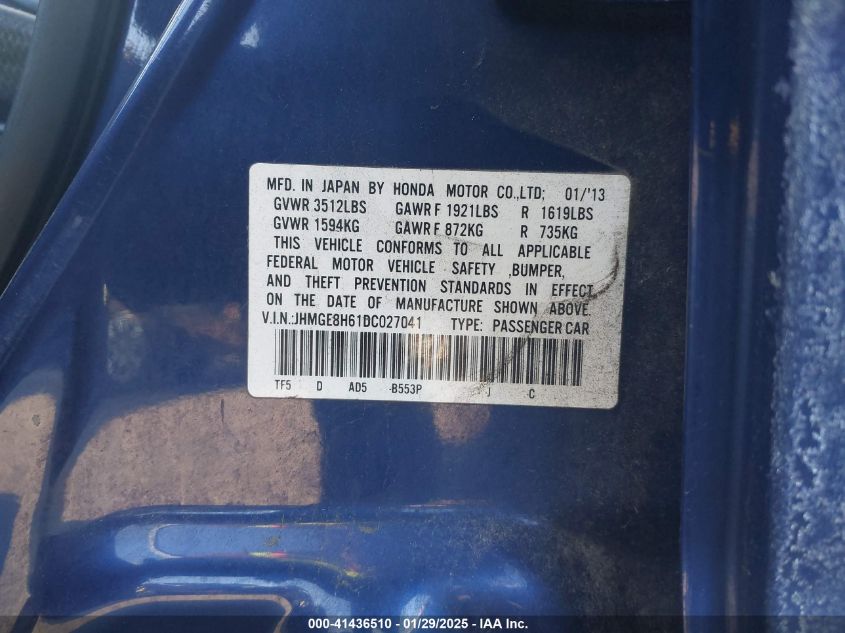 MFD. IN JAPAN BY HONDA MOTOR CO.,LTD; 01/'13
GVWR 3512LBS GAWR F 1921LBS R 1619LBS
GVWR 1594KG GAWR F 872KG R 735KG
THIS VEHICLE CONFORMS TO ALL APPLICABLE
FEDERAL MOTOR VEHICLE SAFETY ,BUMPER,
AND THEFT PREVENTION STANDARDS IN EFFECT
ON THE DATE OF MANUFACTURE SHOWN ABOVE.
V.I.N.:JHMGE8H61DC027041 TYPE: PASSENGER CAR
TF5 D AD5 -B553P J C
000-41436510 - 01/29/2025 - IAA Inc.